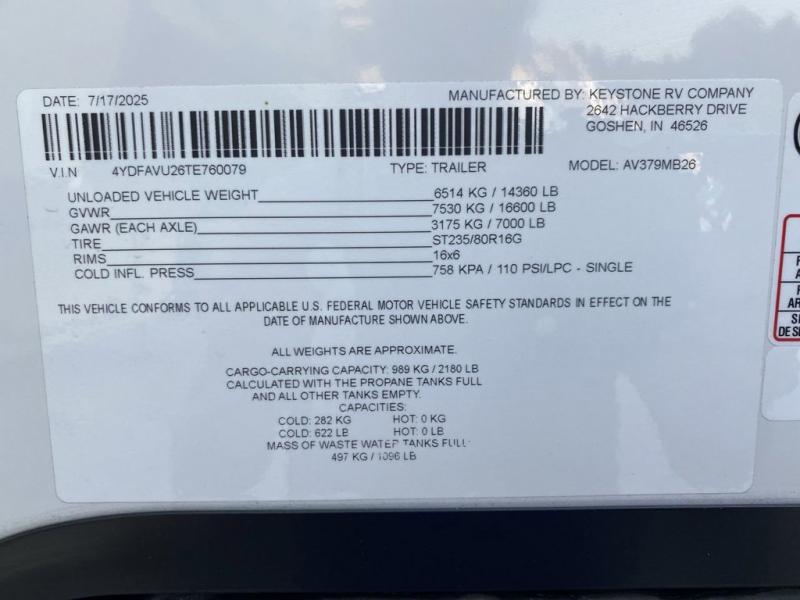 DATE: 7/17/2025
MANUFACTURED BY: KEYSTONE RV COMPANY
2642 HACKBERRY DRIVE
GOSHEN, IN 46526
V.I.N 4YDFAVU26TE760079 TYPE: TRAILER MODEL: AV379MB26
UNLOADED VEHICLE WEIGHT 6514 KG / 14360 LB
GVWR 7530 KG / 16600 LB
GAWR (EACH AXLE) 3175 KG / 7000 LB
TIRE ST235/80R16G
RIMS 16x6
COLD INFL. PRESS 758 KPA / 110 PSI/LPC - SINGLE
THIS VEHICLE CONFORMS TO ALL APPLICABLE U.S. FEDERAL MOTOR VEHICLE SAFETY STANDARDS IN EFFECT ON THE
DATE OF MANUFACTURE SHOWN ABOVE.
ALL WEIGHTS ARE APPROXIMATE.
CARGO-CARRYING CAPACITY: 989 KG / 2180 LB
CALCULATED WITH THE PROPANE TANKS FULL
AND ALL OTHER TANKS EMPTY.
CAPACITIES:
COLD: 282 KG HOT: 0 KG
COLD: 622 LB HOT: 0 LB
MASS OF WASTE WATER TANKS FULL:
497 KG / 1096 LB